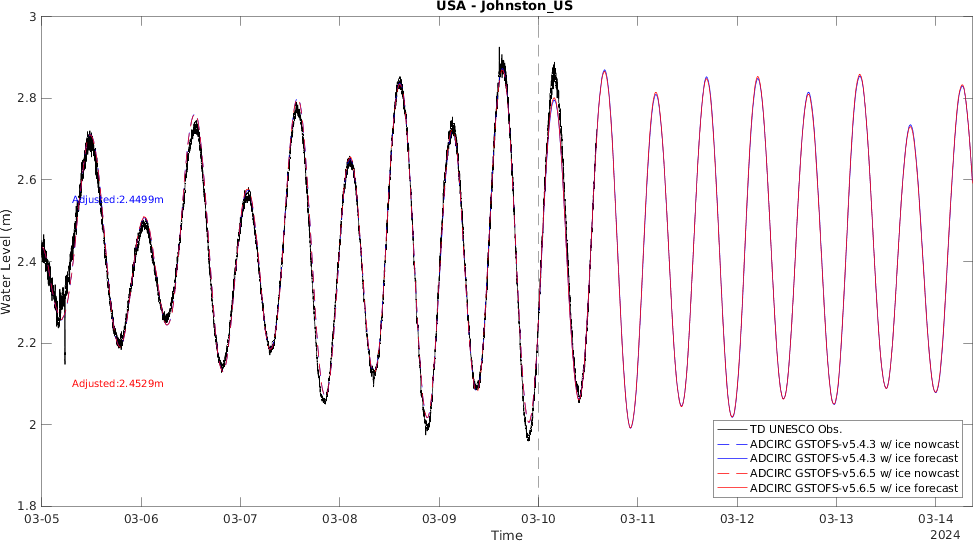 USA - Johnston_US
Water Level (m)
3
2.8
2.6
2.4
2.2
2
1.8
Adjusted:2.4499m
Adjusted:2.4529m
TD UNESCO Obs.
ADCIRC GSTOFS-v5.4.3 w/ ice nowcast
ADCIRC GSTOFS-v5.4.3 w/ ice forecast
ADCIRC GSTOFS-v5.6.5 w/ ice nowcast
ADCIRC GSTOFS-v5.6.5 w/ ice forecast
03-05 03-06 03-07 03-08 03-09 03-10 03-11 03-12 03-13 03-14
Time
2024